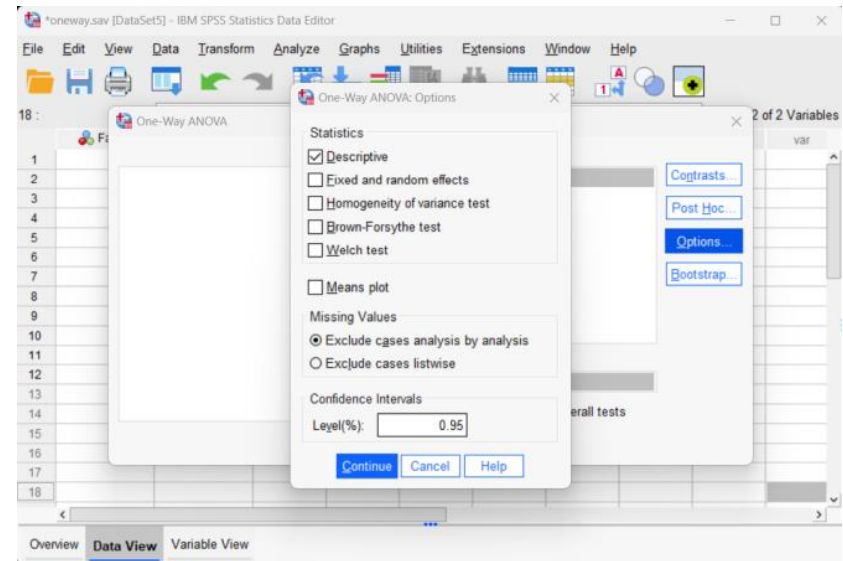 *oneway.sav [DataSet5] - IBM SPSS Statistics Data Editor
File Edit View Data Transform Analyze Graphs Utilities Extensions Window Help
18 :
2 of 2 Variables
Fa
var
One-Way ANOVA
One-Way ANOVA: Options
Statistics
Descriptive
Fixed and random effects
Homogeneity of variance test
Brown-Forsythe test
Welch test
Means plot
Missing Values
Exclude cases analysis by analysis
Exclude cases listwise
Confidence Intervals
Level(%): 0.95
Continue Cancel Help
Contrasts...
Post Hoc...
Options...
Bootstrap...
erall tests
1
2
3
4
5
6
7
8
9
10
11
12
13
14
15
16
17
18
Overview Data View Variable View